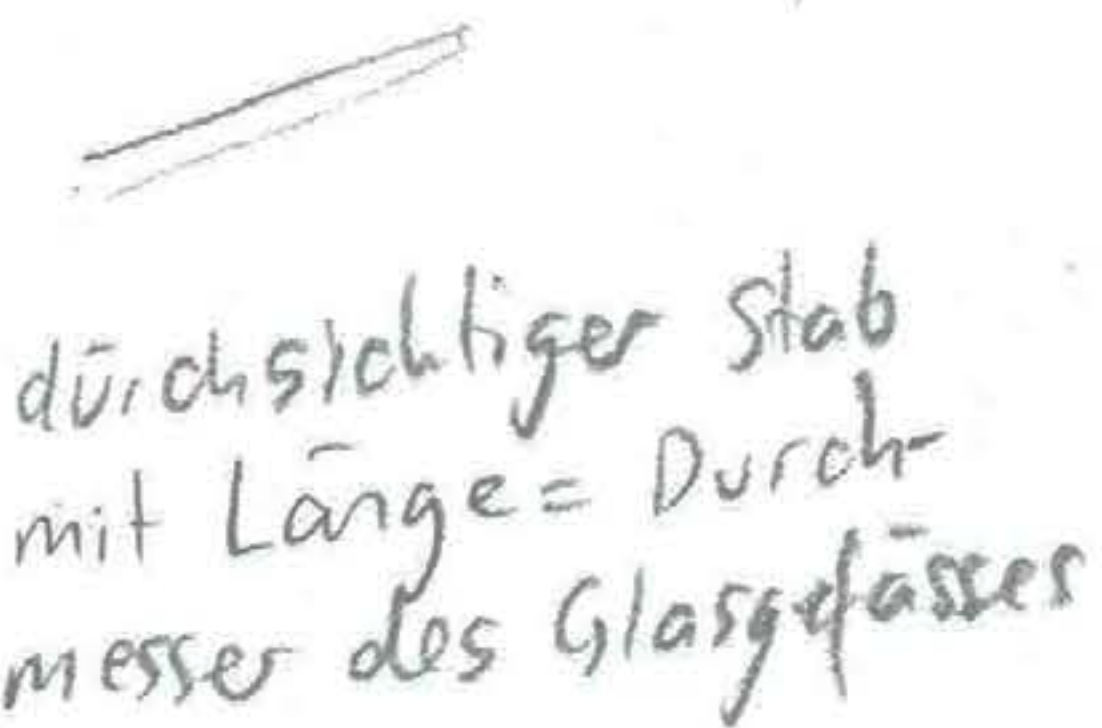 durchsichtiger Stab
mit Länge = Durch-
messer des Glasgefässes